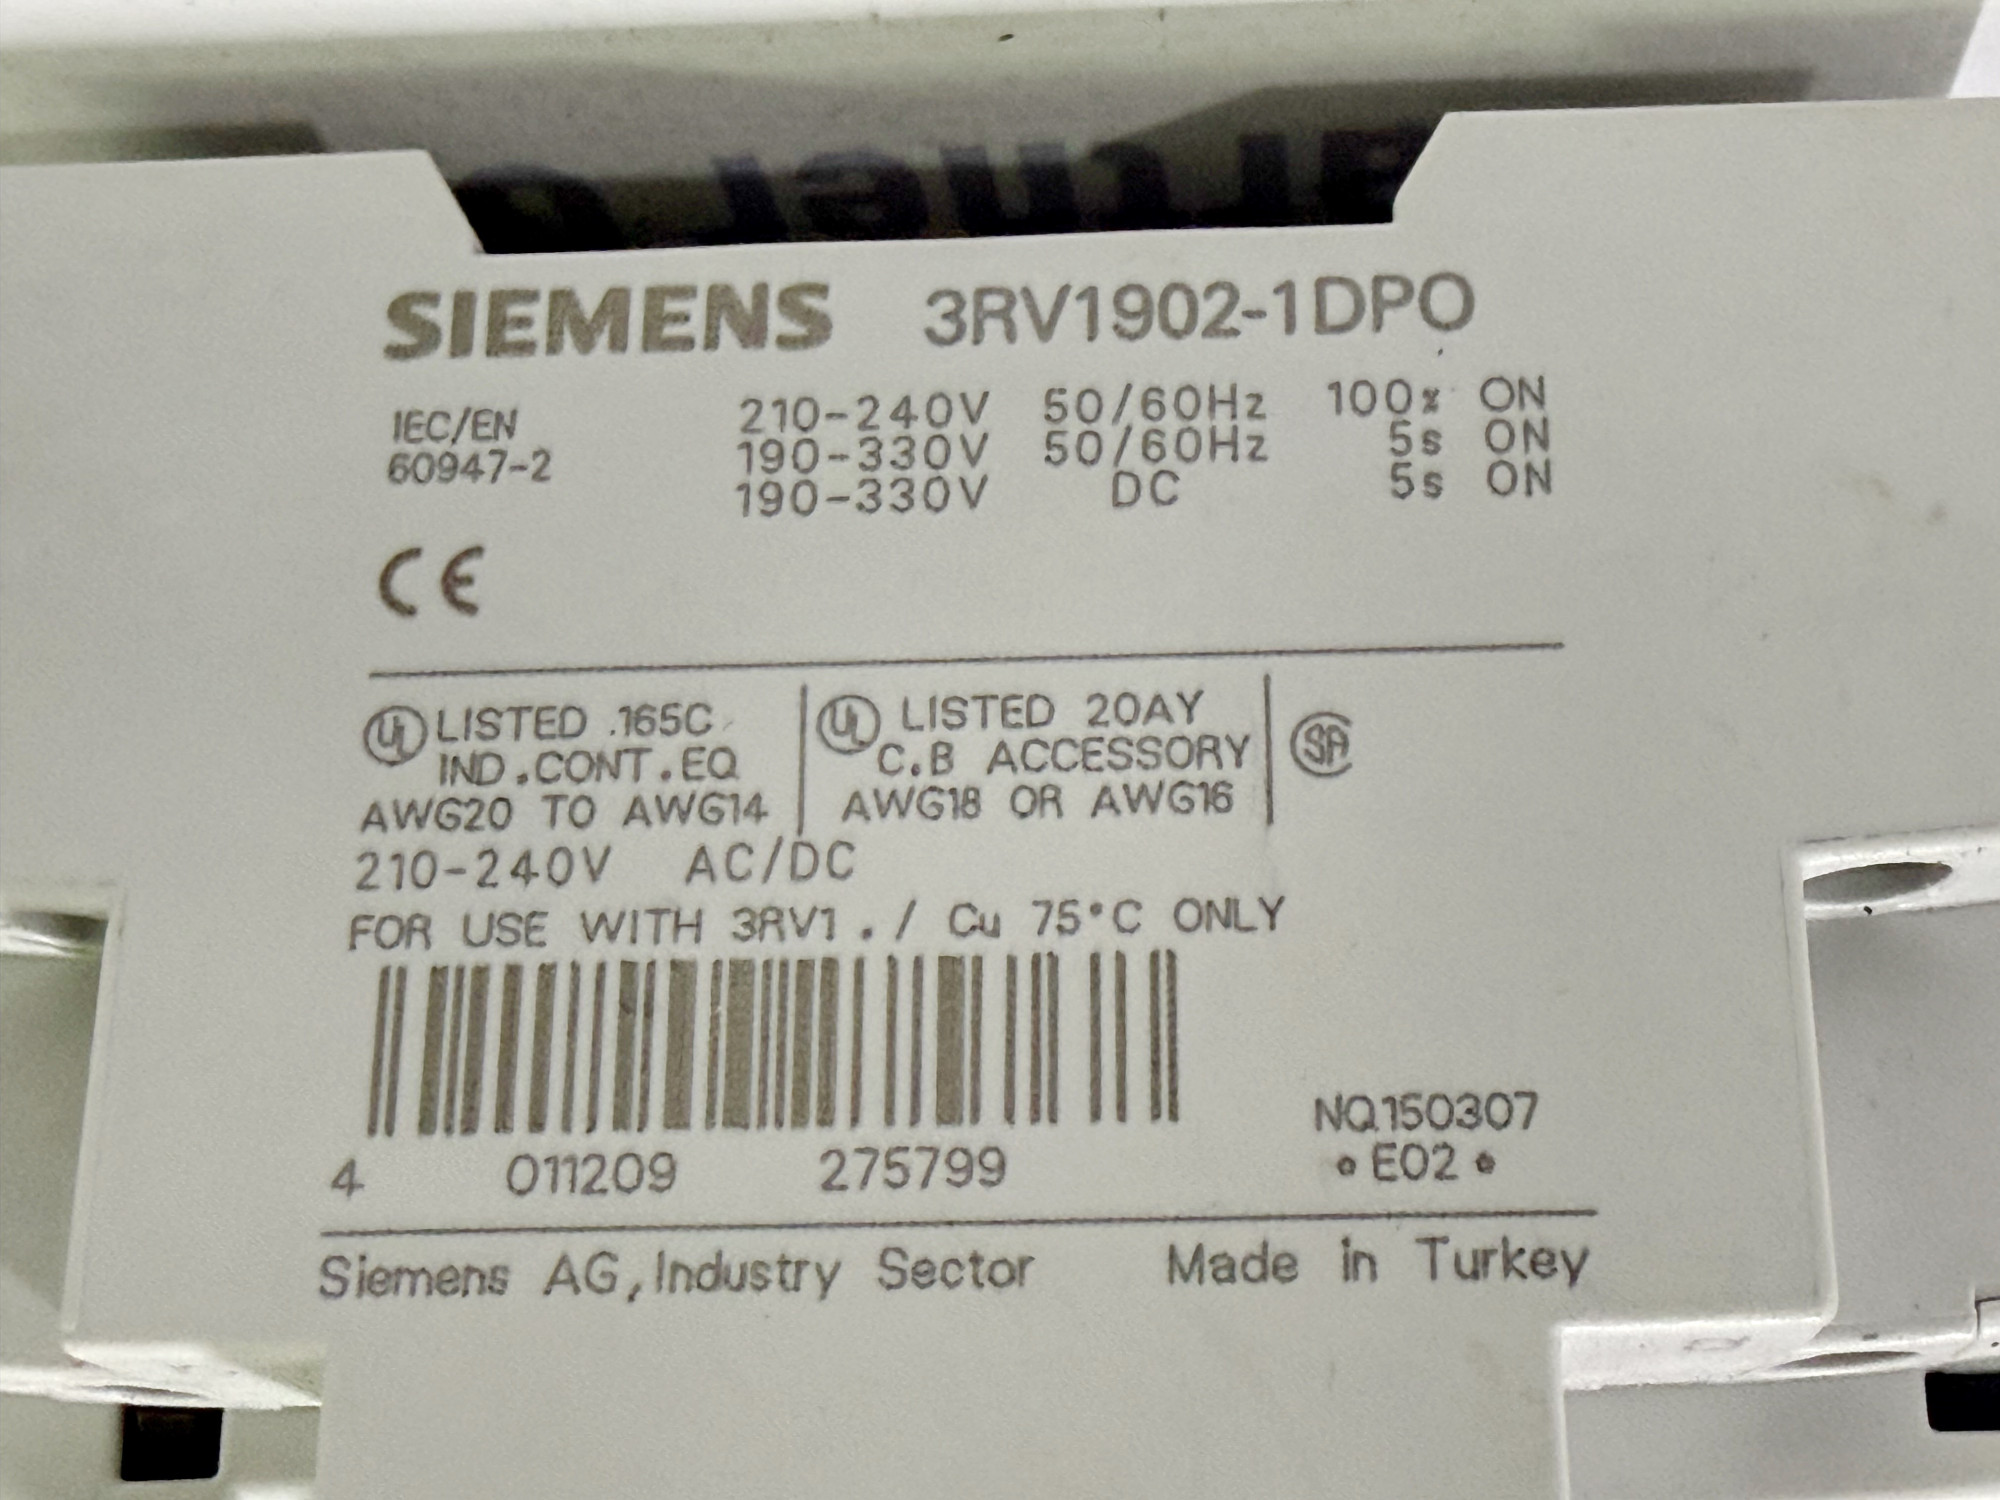 SIEMENS 3RV1902-1DP0
IEC/EN
60947-2
210-240V 50/60Hz 100% ON
190-330V 50/60Hz 5s ON
190-330V DC 5s ON
CE
UL LISTED 165C
IND.CONT.EQ
AWG20 TO AWG14
UL LISTED 20AY
C.B ACCESSORY
AWG18 OR AWG16
SA
210-240V AC/DC
FOR USE WITH 3RV1./ Cu 75°C ONLY
4 011209 275799
NQ150307
•E02•
Siemens AG,Industry Sector Made in Turkey